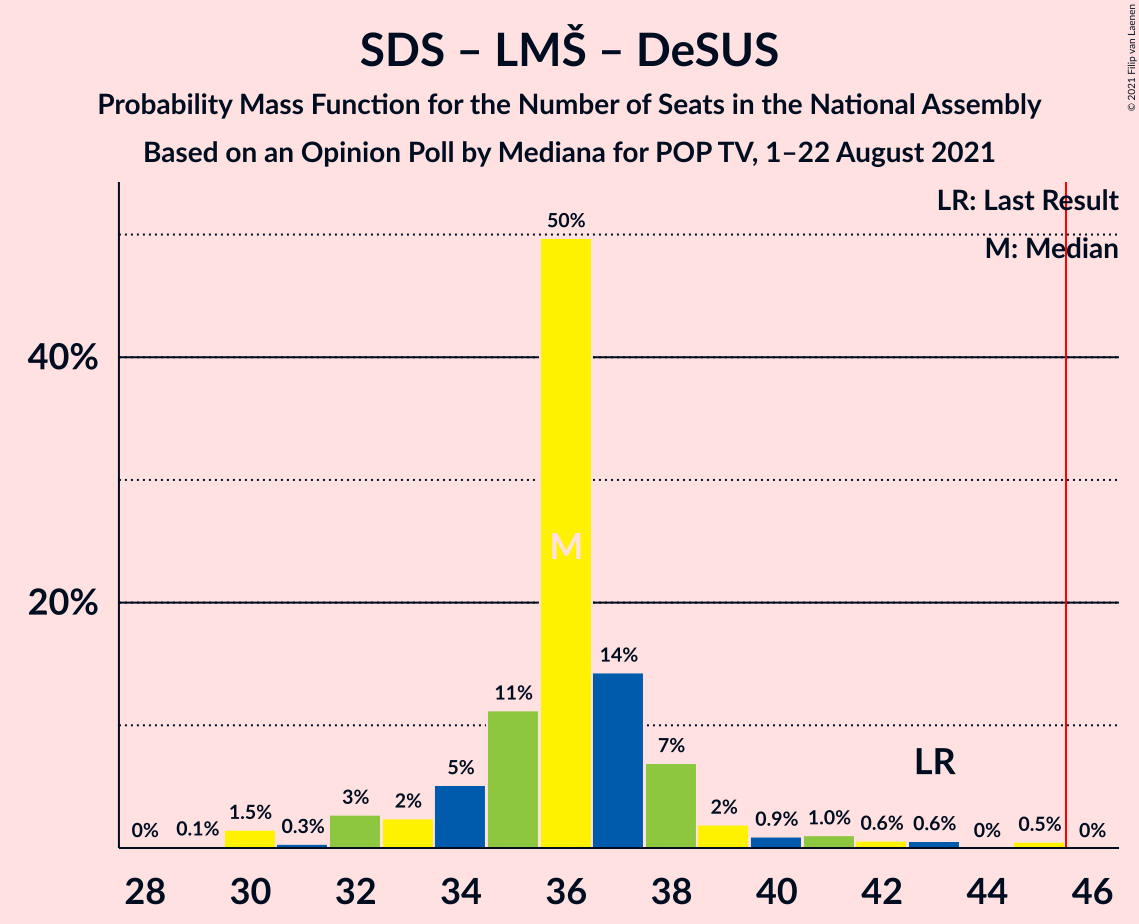 SDS – LMŠ – DeSUS
Probability Mass Function for the Number of Seats in the National Assembly
Based on an Opinion Poll by Mediana for POP TV, 1–22 August 2021
© 2021 Filip van Laenen
LR: Last Result
M: Median
50%
40%
M
20%
14%
11%
LR
7%
5%
3%
2%
2%
1.5%
1.0%
0.9%
0.6%
0.6%
0.5%
0.3%
0.1%
0%
0%
0%
28 30 32 34 36 38 40 42 44 46